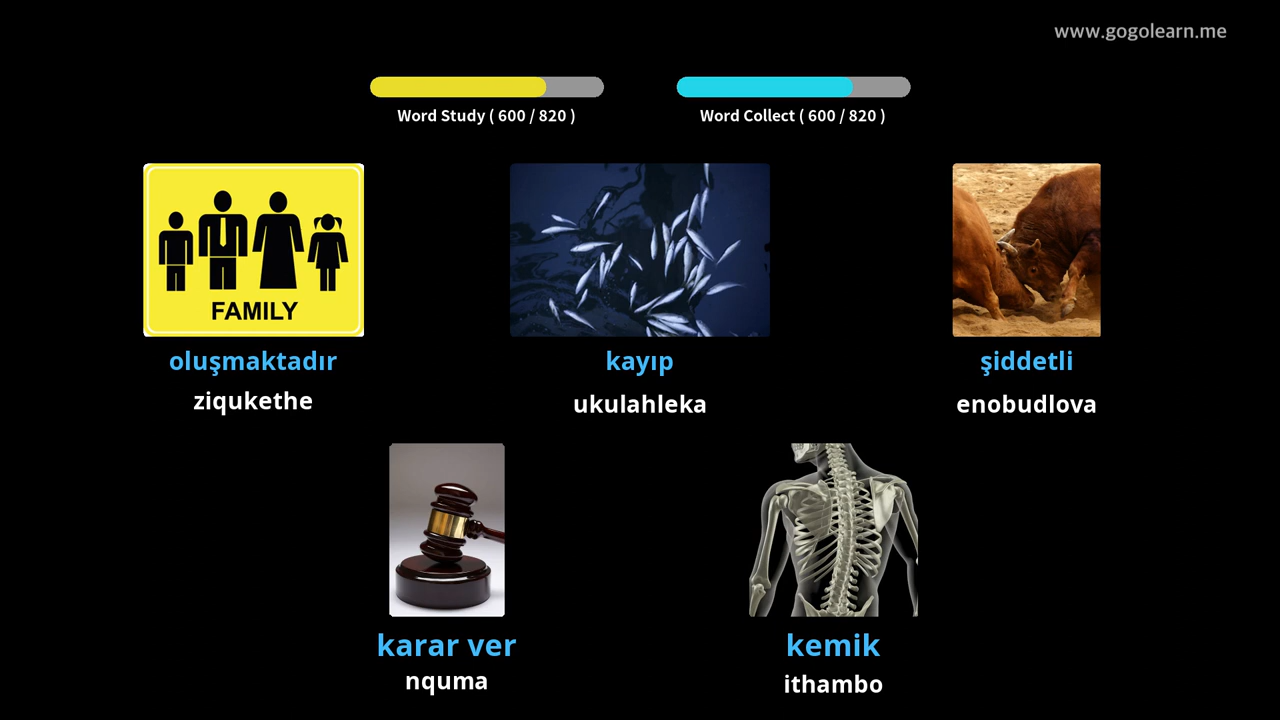 www.gogolearn.me
Word Study ( 600 / 820 )
Word Collect ( 600 / 820 )
FAMILY
oluşmaktadır
ziqukethe
kayıp
ukulahleka
şiddetli
enobudlova
karar ver
nquma
kemik
ithambo